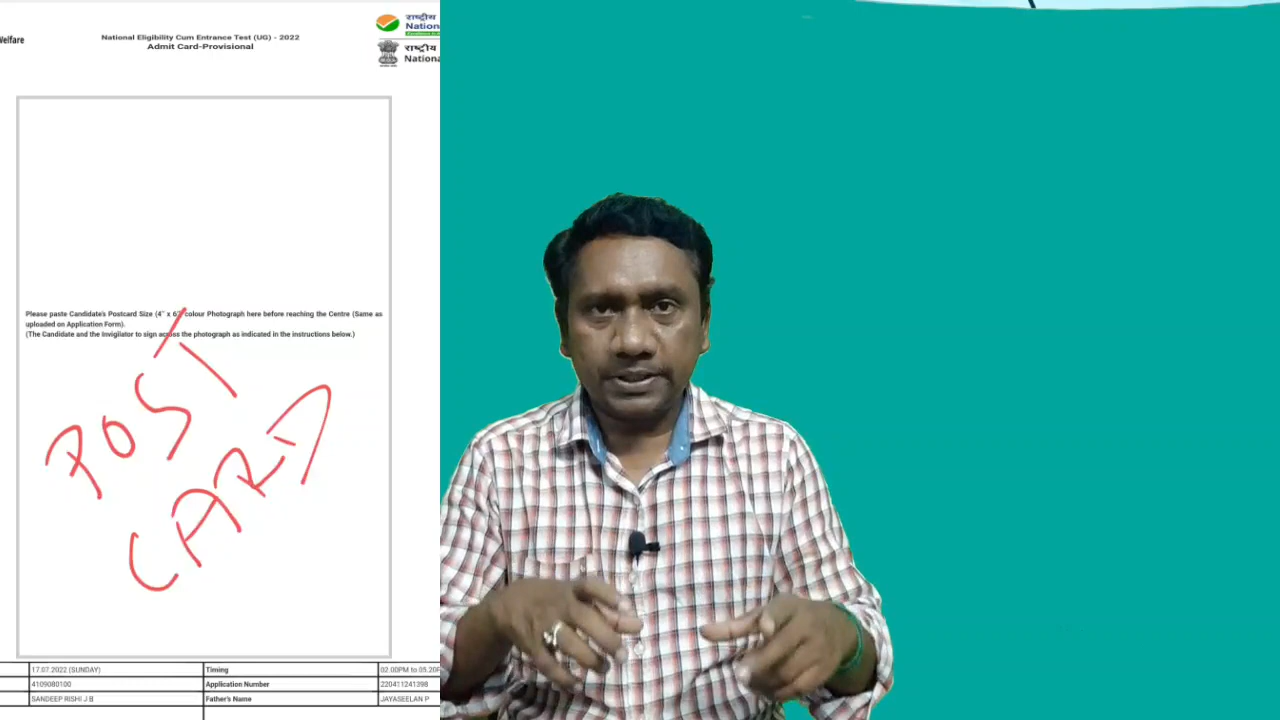 Welfare
National Eligibility Cum Entrance Test (UG) - 2022
Admit Card-Provisional
राष्ट्रीय
Nation
राष्ट्रीय
Nationa
Please paste Candidate's Postcard Size (4" x 6") colour Photograph here before reaching the Centre (Same as
uploaded on Application Form).
(The Candidate and the Invigilator to sign across the photograph as indicated in the instructions below.)
POST
CARD
17.07.2022 (SUNDAY) Timing 02.00PM to 05.20P
4109080100 Application Number 220411241398
SANDEEP RISHI J B Father's Name JAYASEELAN P